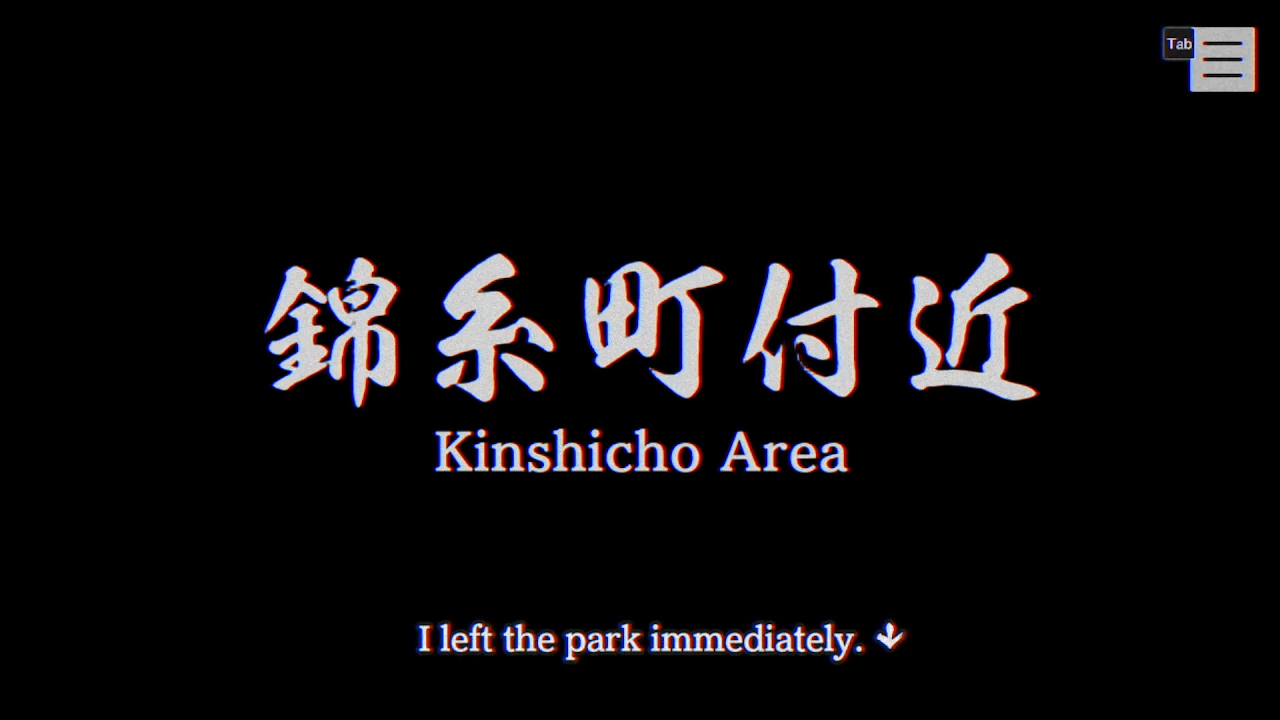 Tab
錦糸町付近
Kinshicho Area
I left the park immediately.